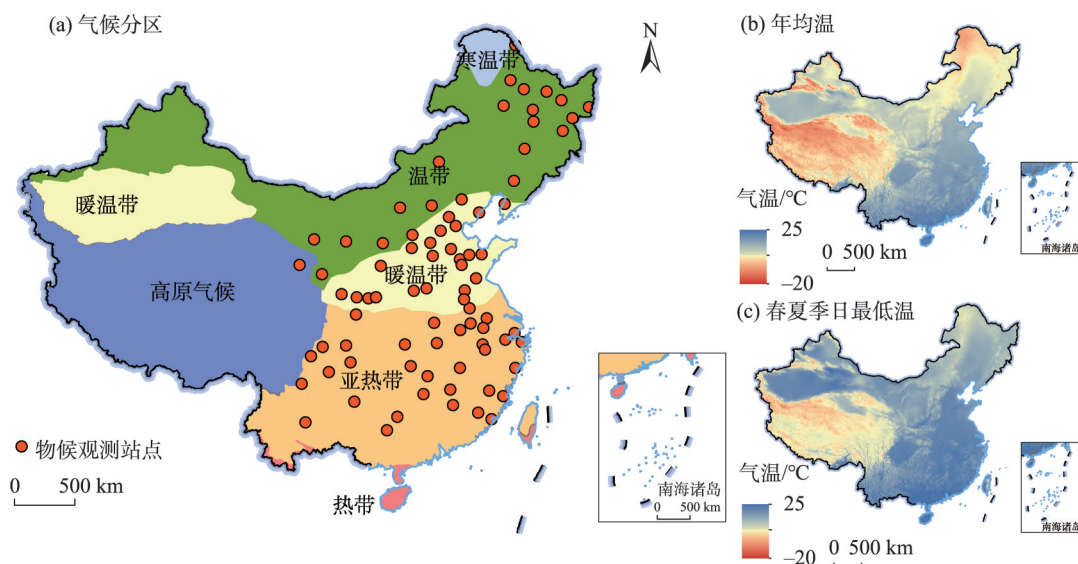 (a) 气候分区
N
寒温带
温带
暖温带
暖温带
高原气候
亚热带
物候观测站点
0 500 km
热带
南海诸岛
0 500 km
(b) 年均温
气温/°C
25
−20
0 500 km
南海诸岛
(c) 春夏季日最低温
气温/°C
25
−20
0 500 km
南海诸岛